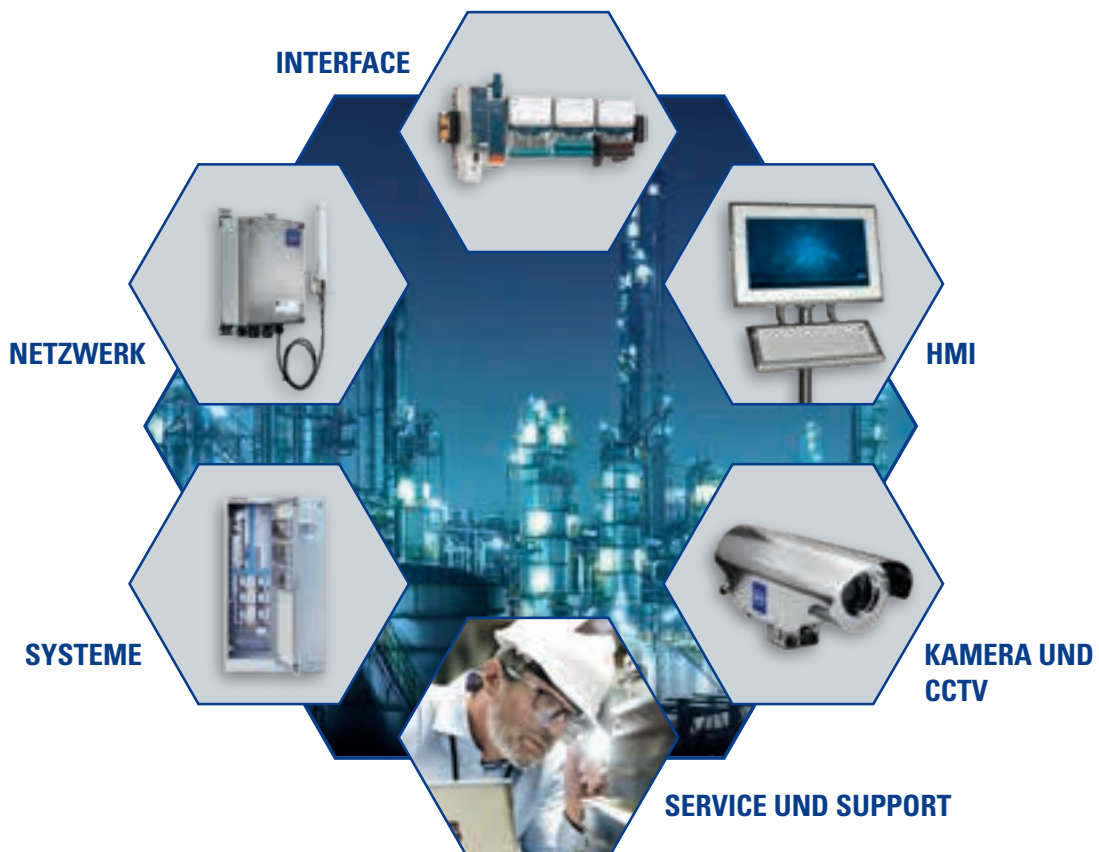 INTERFACE
NETZWERK
HMI
SYSTEME
KAMERA UND
CCTV
SERVICE UND SUPPORT